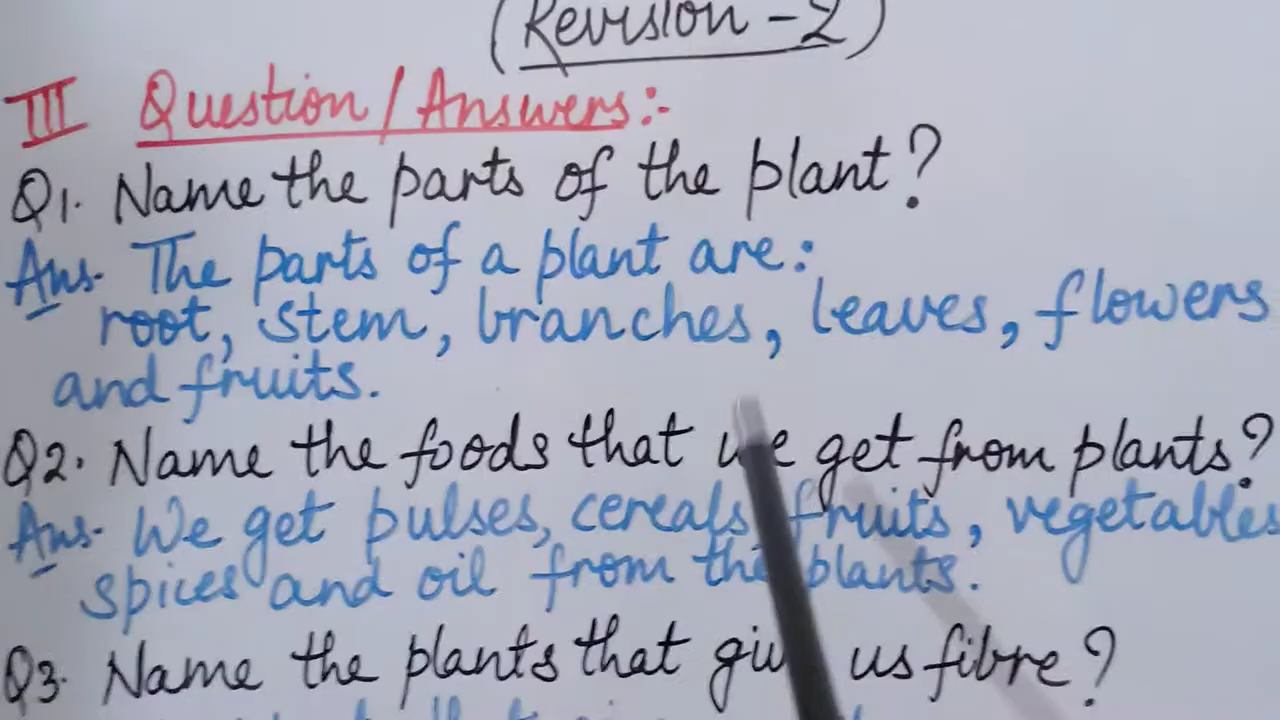 (Revision - 2)
III Question/Answers:-
Q1. Name the parts of the plant?
Ans. The parts of a plant are:
root, stem, branches, leaves, flowers
and fruits.
Q2. Name the foods that we get from plants?
Ans. We get pulses, cereals, fruits, vegetables
spices and oil from the plants.
Q3. Name the plants that give us fibre?